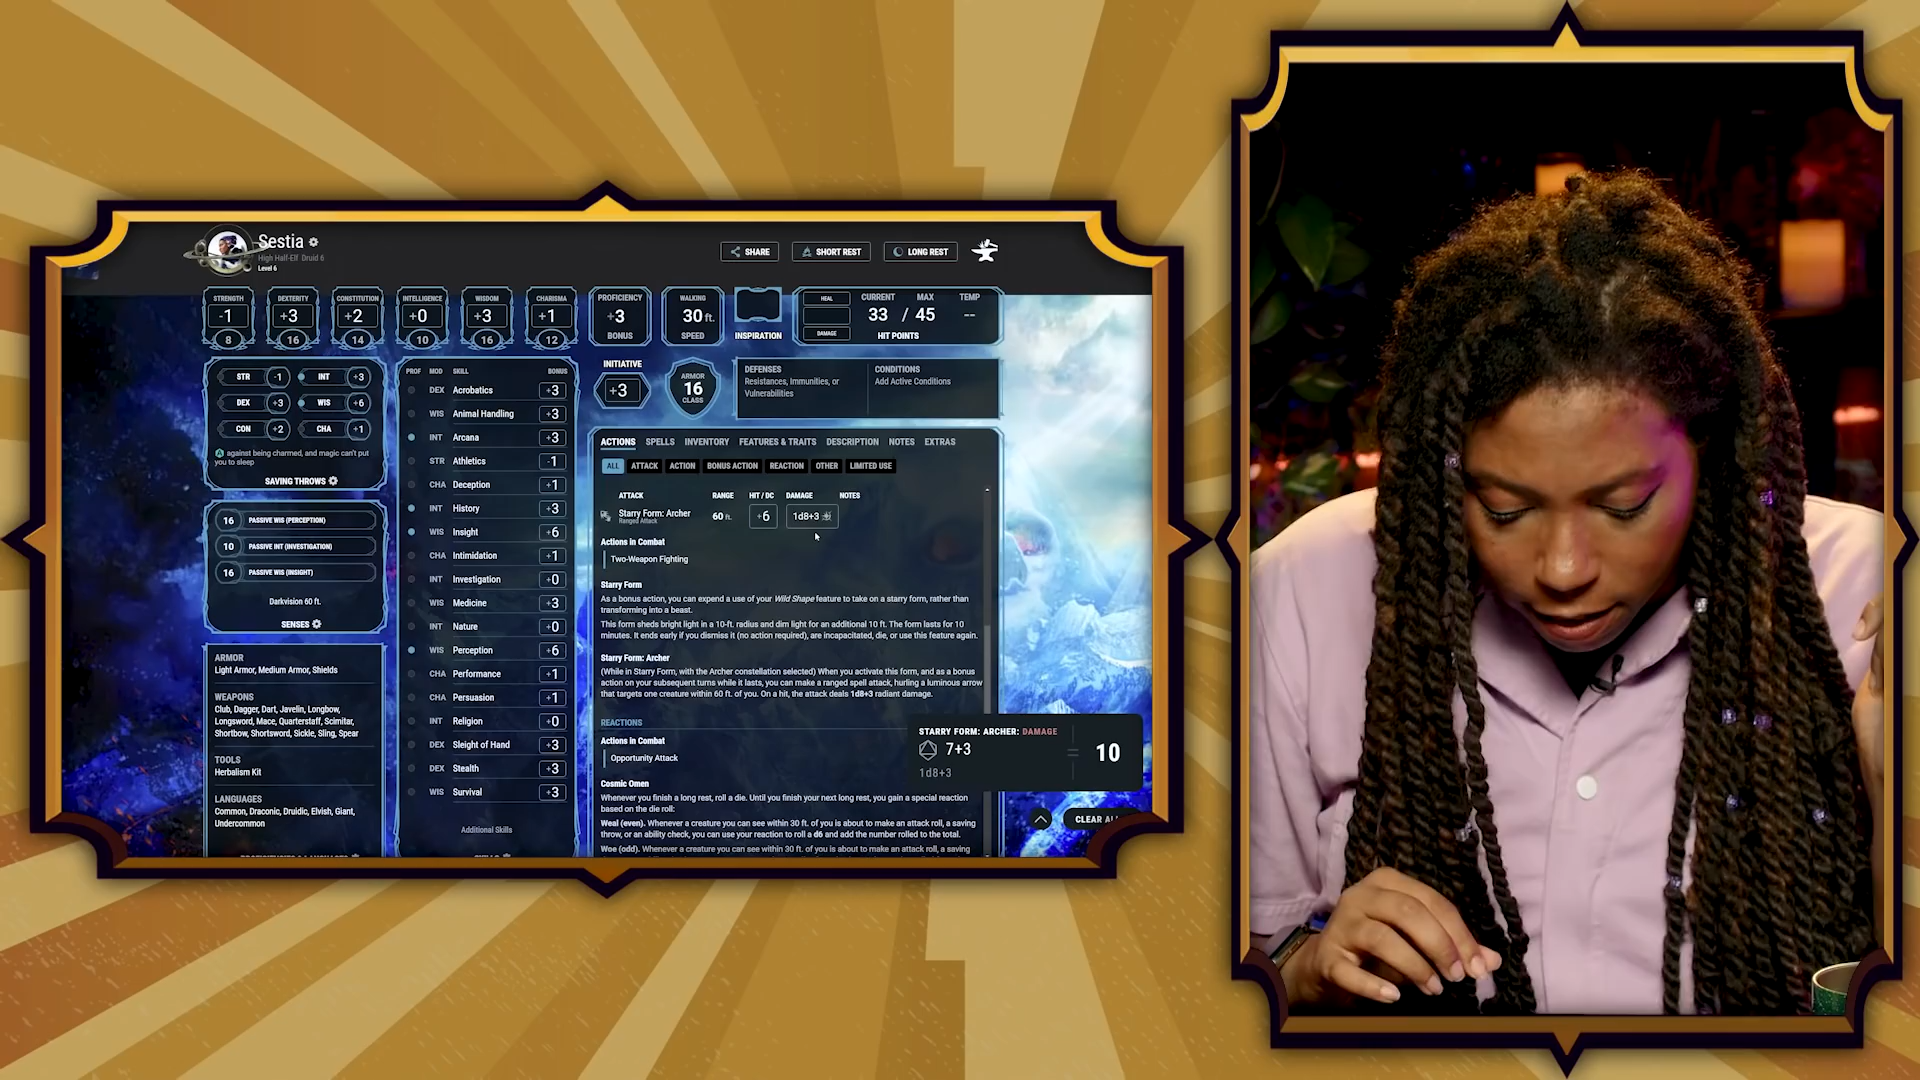 Sestia
High Half-Elf Druid 6
Level 6
SHARE
SHORT REST
LONG REST
STRENGTH
-1
8
DEXTERITY
+3
16
CONSTITUTION
+2
14
INTELLIGENCE
+0
10
WISDOM
+3
16
CHARISMA
+1
12
PROFICIENCY
+3
BONUS
WALKING
30 ft.
SPEED
INSPIRATION
HEAL
DAMAGE
CURRENT MAX TEMP
33 / 45 --
HIT POINTS
STR -1 INT +3
DEX +3 WIS +6
CON +2 CHA +1
against being charmed, and magic can't put
you to sleep
SAVING THROWS
16 PASSIVE WIS (PERCEPTION)
10 PASSIVE INT (INVESTIGATION)
16 PASSIVE WIS (INSIGHT)
Darkvision 60 ft.
SENSES
ARMOR
Light Armor, Medium Armor, Shields
WEAPONS
Club, Dagger, Dart, Javelin, Longbow,
Longsword, Mace, Quarterstaff, Scimitar,
Shortbow, Shortsword, Sickle, Sling, Spear
TOOLS
Herbalism Kit
LANGUAGES
Common, Draconic, Druidic, Elvish, Giant,
Undercommon
PROF MOD SKILL BONUS
DEX Acrobatics +3
WIS Animal Handling +3
INT Arcana +3
STR Athletics -1
CHA Deception +1
INT History +3
WIS Insight +6
CHA Intimidation +1
INT Investigation +0
WIS Medicine +3
INT Nature +0
WIS Perception +6
CHA Performance +1
CHA Persuasion +1
INT Religion +0
DEX Sleight of Hand +3
DEX Stealth +3
WIS Survival +3
Additional Skills
INITIATIVE
+3
ARMOR
16
CLASS
DEFENSES
Resistances, Immunities, or
Vulnerabilities
CONDITIONS
Add Active Conditions
ACTIONS SPELLS INVENTORY FEATURES & TRAITS DESCRIPTION NOTES EXTRAS
ALL ATTACK ACTION BONUS ACTION REACTION OTHER LIMITED USE
ATTACK RANGE HIT / DC DAMAGE NOTES
Starry Form: Archer 60 ft. +6 1d8+3
Ranged Attack
Actions in Combat
Two-Weapon Fighting
Starry Form
As a bonus action, you can expend a use of your Wild Shape feature to take on a starry form, rather than
transforming into a beast.
This form sheds bright light in a 10-ft. radius and dim light for an additional 10 ft. The form lasts for 10
minutes. It ends early if you dismiss it (no action required), are incapacitated, die, or use this feature again.
Starry Form: Archer
(While in Starry Form, with the Archer constellation selected) When you activate this form, and as a bonus
action on your subsequent turns while it lasts, you can make a ranged spell attack, hurling a luminous arrow
that targets one creature within 60 ft. of you. On a hit, the attack deals 1d8+3 radiant damage.
REACTIONS
Actions in Combat
Opportunity Attack
Cosmic Omen
Whenever you finish a long rest, roll a die. Until you finish your next long rest, you gain a special reaction
based on the die roll:
Weal (even). Whenever a creature you can see within 30 ft. of you is about to make an attack roll, a saving
throw, or an ability check, you can use your reaction to roll a d6 and add the number rolled to the total.
Woe (odd). Whenever a creature you can see within 30 ft. of you is about to make an attack roll, a saving
STARRY FORM: ARCHER: DAMAGE
7+3 = 10
1d8+3
CLEAR ALL